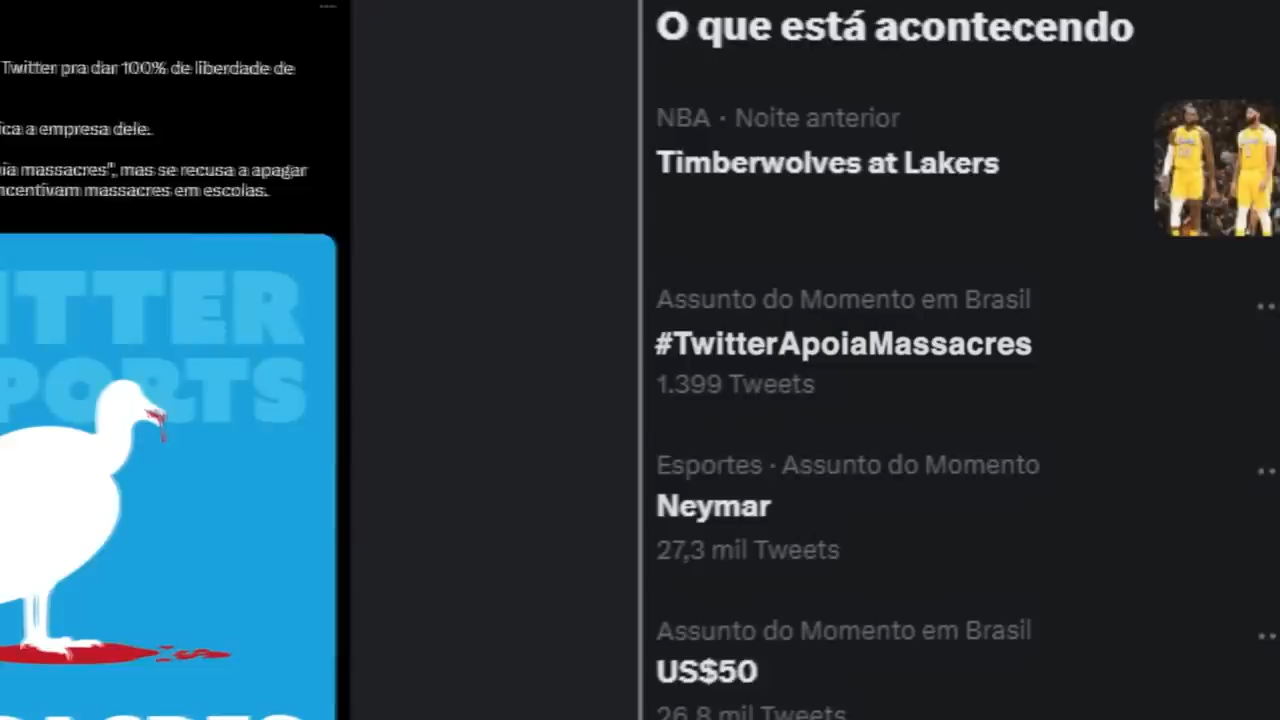 Twitter pra dar 100% de liberdade de
a empresa dele.
massacres", mas se recusa a apagar
ncentivam massacres em escolas.
ITTER
PORTS
O que está acontecendo
NBA · Noite anterior
Timberwolves at Lakers
Assunto do Momento em Brasil
#TwitterApoiaMassacres
1.399 Tweets
Esportes · Assunto do Momento
Neymar
27,3 mil Tweets
Assunto do Momento em Brasil
US$50
26,8 mil Tweets